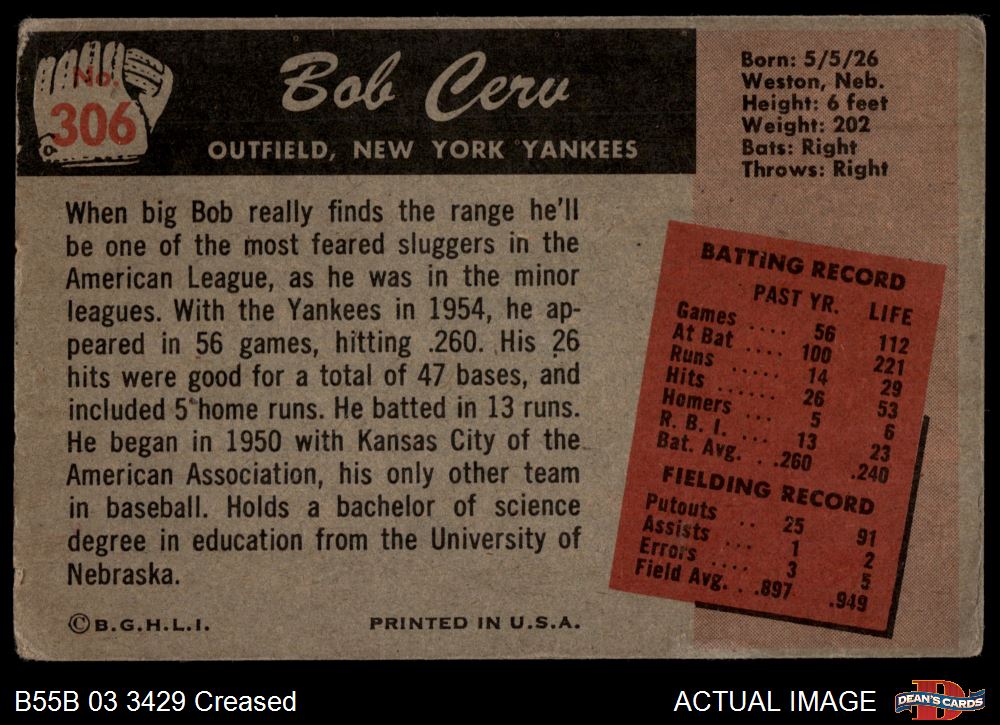 No.
306
Bob Cerv
OUTFIELD, NEW YORK YANKEES
Born: 5/5/26
Weston, Neb.
Height: 6 feet
Weight: 202
Bats: Right
Throws: Right
When big Bob really finds the range he'll
be one of the most feared sluggers in the
American League, as he was in the minor
leagues. With the Yankees in 1954, he ap-
peared in 56 games, hitting .260. His 26
hits were good for a total of 47 bases, and
included 5 home runs. He batted in 13 runs.
He began in 1950 with Kansas City of the
American Association, his only other team
in baseball. Holds a bachelor of science
degree in education from the University of
Nebraska.
©B.G.H.L.I.
PRINTED IN U.S.A.
BATTING RECORD
PAST YR. LIFE
Games .... 56 112
At Bat .... 100 221
Runs ..... 14 29
Hits ..... 26 53
Homers ... 5 6
R. B. I. ... 13 23
Bat. Avg. . .260 .240
FIELDING RECORD
Putouts .. 25 91
Assists ... 1 2
Errors .... 3 5
Field Avg. . .897 .949
B55B 03 3429 Creased
ACTUAL IMAGE
D
DEAN'S CARDS